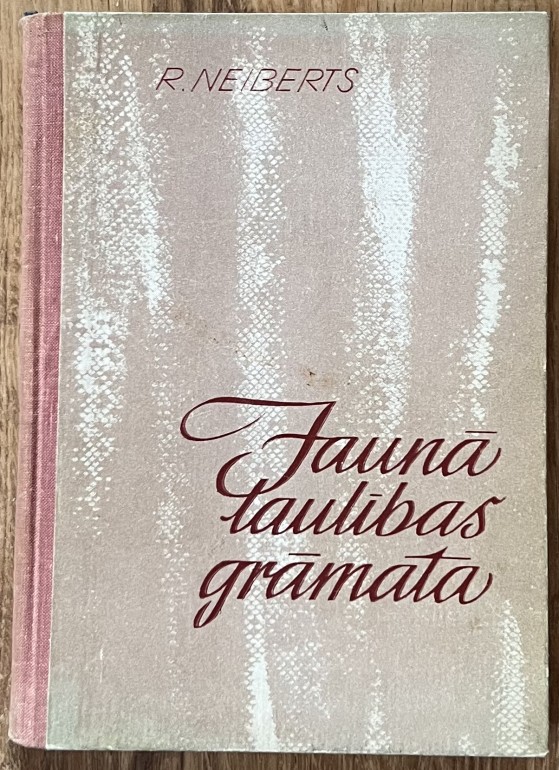 R. NEIBERTS
Jaunā
laulības
grāmata